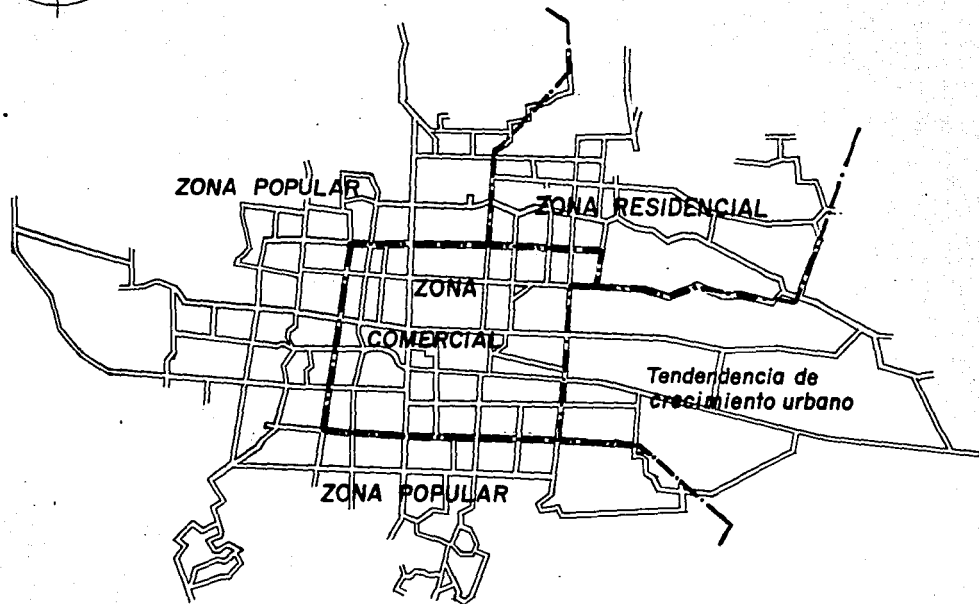 ZONA POPULAR
ZONA RESIDENCIAL
ZONA
COMERCIAL
Tendendencia de
crecimiento urbano
ZONA POPULAR